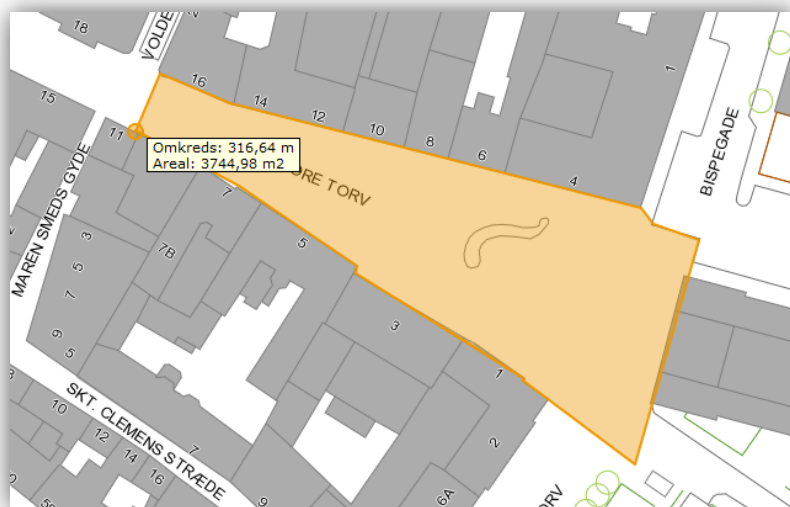 18
VOLDE
1
15
16
14
12
10
8
6
4
11
Omkreds: 316,64 m
Areal: 3744,98 m2
BISPEGADE
ORE TORV
MAREN SMEDS GYDE
7
5
3
5
7
9
5
7B
3
1
2
SKT. CLEMENS STRÆDE
10
12
14
16
7
9
6A
ORV